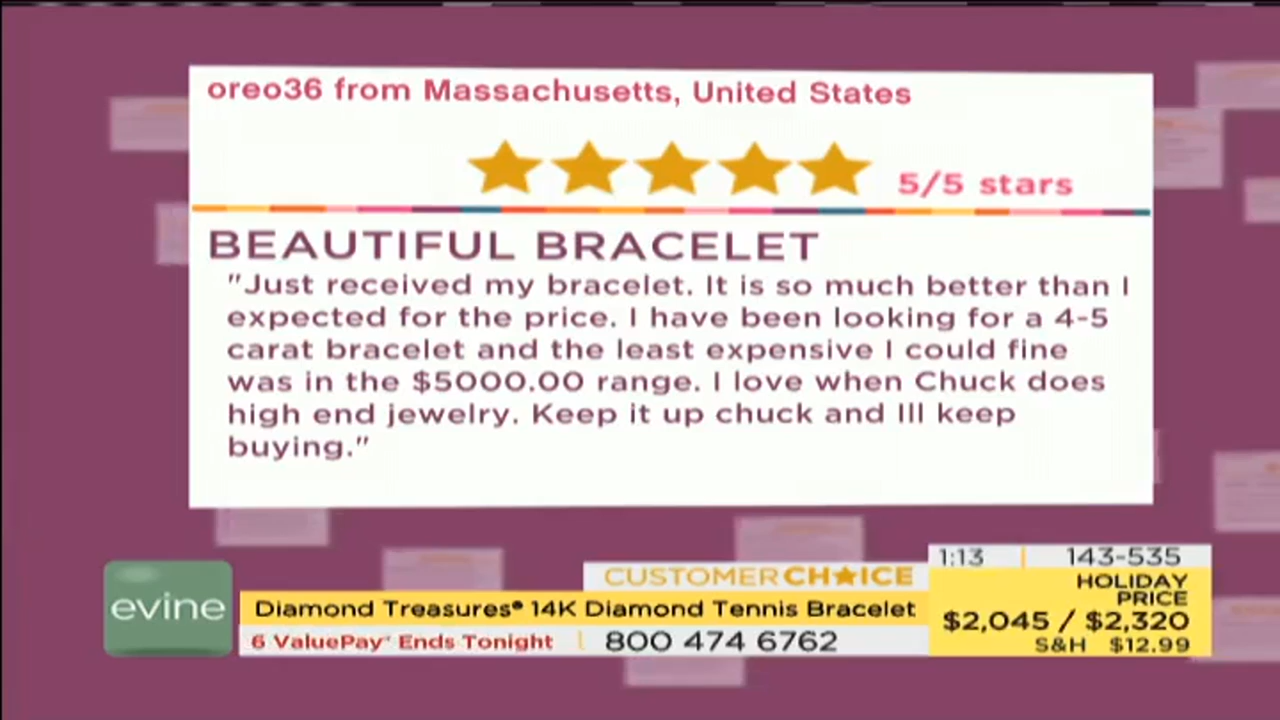 oreo36 from Massachusetts, United States
5/5 stars
BEAUTIFUL BRACELET
"Just received my bracelet. It is so much better than I
expected for the price. I have been looking for a 4-5
carat bracelet and the least expensive I could fine
was in the $5000.00 range. I love when Chuck does
high end jewelry. Keep it up chuck and Ill keep
buying."
evine
CUSTOMER CH★ICE
Diamond Treasures® 14K Diamond Tennis Bracelet
6 ValuePay® Ends Tonight
800 474 6762
1:13
143-535
HOLIDAY
PRICE
$2,045 / $2,320
S&H $12.99